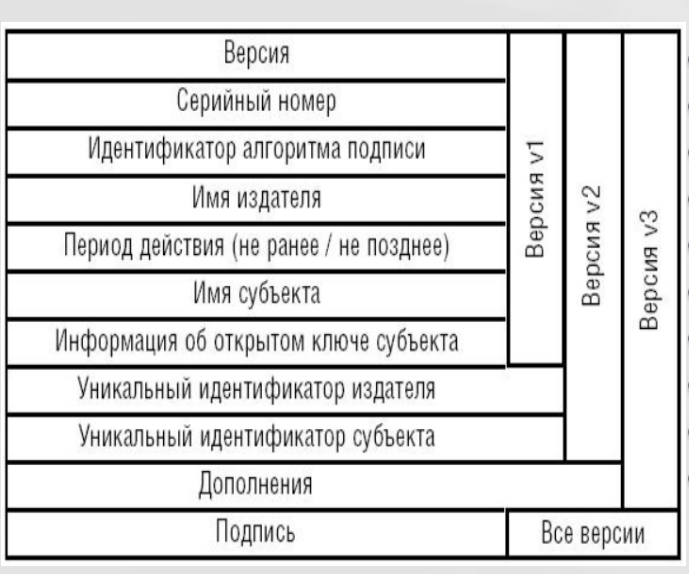 Версия
Серийный номер
Идентификатор алгоритма подписи
Имя издателя
Период действия (не ранее / не позднее)
Имя субъекта
Информация об открытом ключе субъекта
Уникальный идентификатор издателя
Уникальный идентификатор субъекта
Дополнения
Подпись
Версия v1
Версия v2
Версия v3
Все версии